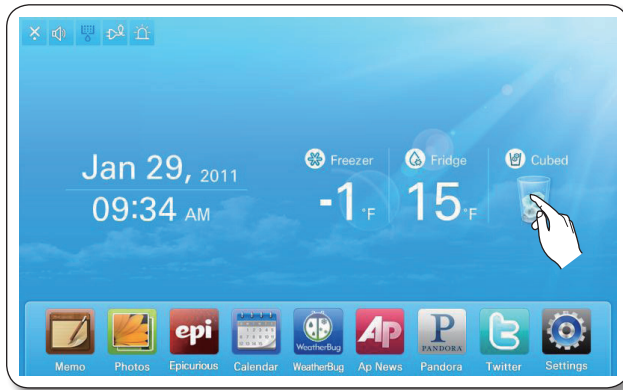 Freezer
Fridge
Cubed
Jan 29, 2011
09:34 AM
-1 °F
15 °F
epi
WeatherBug
AP
P
PANDORA
Memo
Photos
Epicurious
Calendar
WeatherBug
Ap News
Pandora
Twitter
Settings